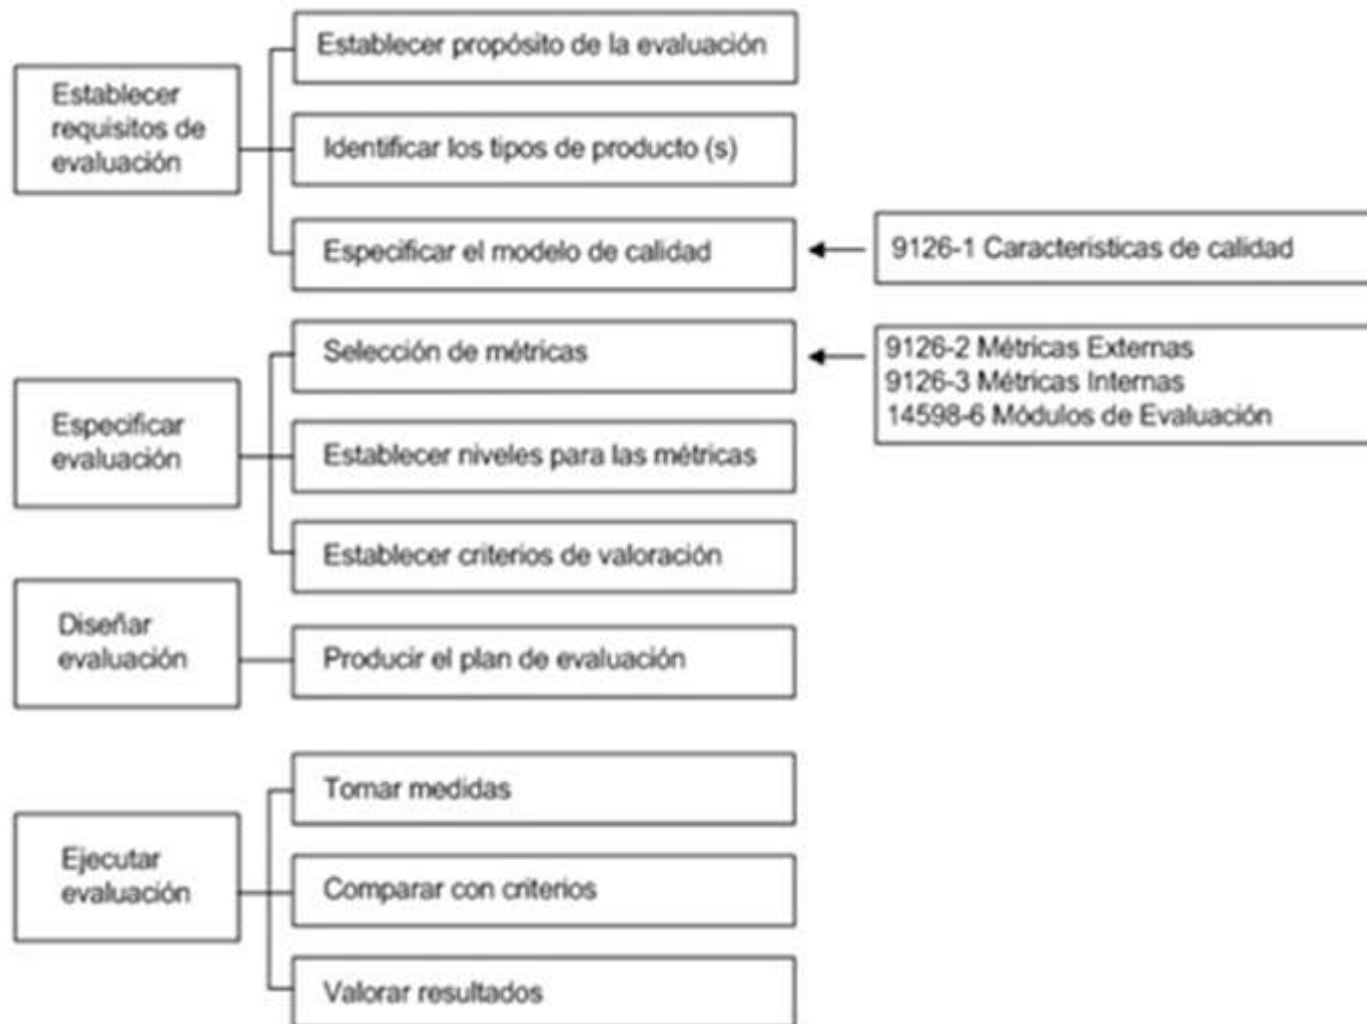 Establecer
requisitos de
evaluación
Establecer propósito de la evaluación
Identificar los tipos de producto (s)
Especificar el modelo de calidad
9126-1 Caracteristicas de calidad
Especificar
evaluación
Selección de métricas
9126-2 Métricas Externas
9126-3 Métricas Internas
14598-6 Módulos de Evaluación
Establecer niveles para las métricas
Establecer criterios de valoración
Diseñar
evaluación
Producir el plan de evaluación
Ejecutar
evaluación
Tomar medidas
Comparar con criterios
Valorar resultados